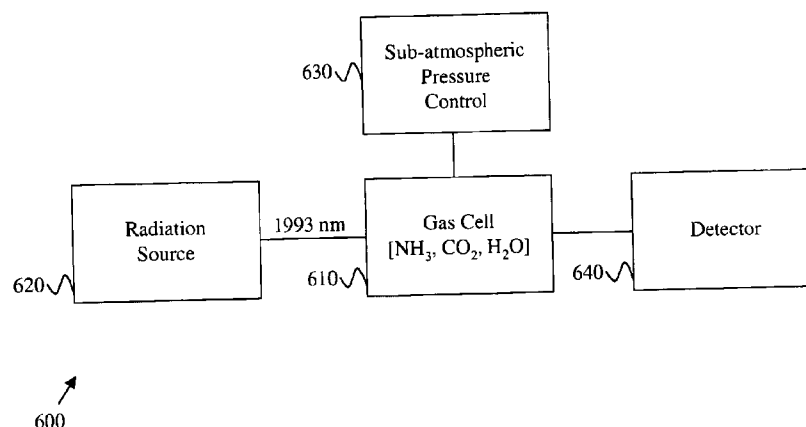 Sub-atmospheric
Pressure
Control
630
Radiation
Source
1993 nm
Gas Cell
[NH₃, CO₂, H₂O]
Detector
620
610
640
600